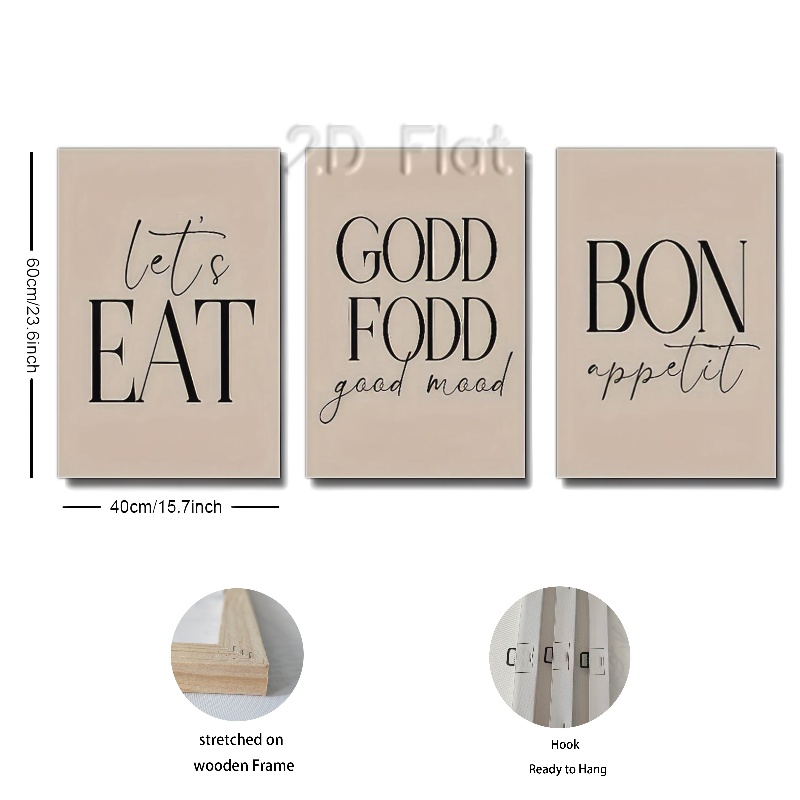 2.D Flat.
60cm/23.6inch
let's
EAT
GODD
FODD
good mood
BON
appetit
40cm/15.7inch
stretched on
wooden Frame
Hook
Ready to Hang